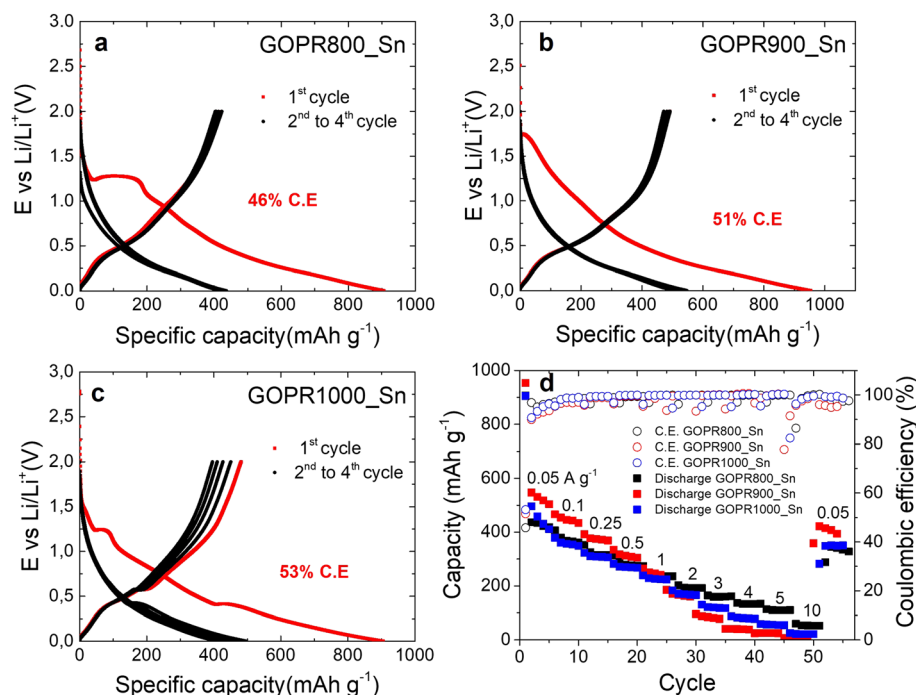 a
GOPR800_Sn
E vs Li/Li⁺(V)
3,0
2.5
2.0
1.5
1.0
0.5
0.0
1ˢᵗ cycle
2ⁿᵈ to 4ᵗʰ cycle
46% C.E
0 200 400 600 800 1000
Specific capacity(mAh g⁻¹)
b
GOPR900_Sn
E vs Li/Li⁺(V)
3,0
2,5
2,0
1,5
1,0
0,5
0,0
1ˢᵗ cycle
2ⁿᵈ to 4ᵗʰ cycle
51% C.E
0 200 400 600 800 1000
Specific capacity(mAh g⁻¹)
c
GOPR1000_Sn
E vs Li/Li⁺(V)
3,0
2,5
2,0
1,5
1,0
0,5
0,0
1ˢᵗ cycle
2ⁿᵈ to 4ᵗʰ cycle
53% C.E
0 200 400 600 800 1000
Specific capacity(mAh g⁻¹)
d
Capacity (mAh g⁻¹)
1000
800
600
400
200
0
C.E. GOPR800_Sn
C.E. GOPR900_Sn
C.E. GOPR1000_Sn
Discharge GOPR800_Sn
Discharge GOPR900_Sn
Discharge GOPR1000_Sn
0.05 A g⁻¹
0.1
0.25
0.5
1
2
3
4
5
10
0.05
100
80
60
40
20
0
Coulombic efficiency (%)
0 10 20 30 40 50
Cycle